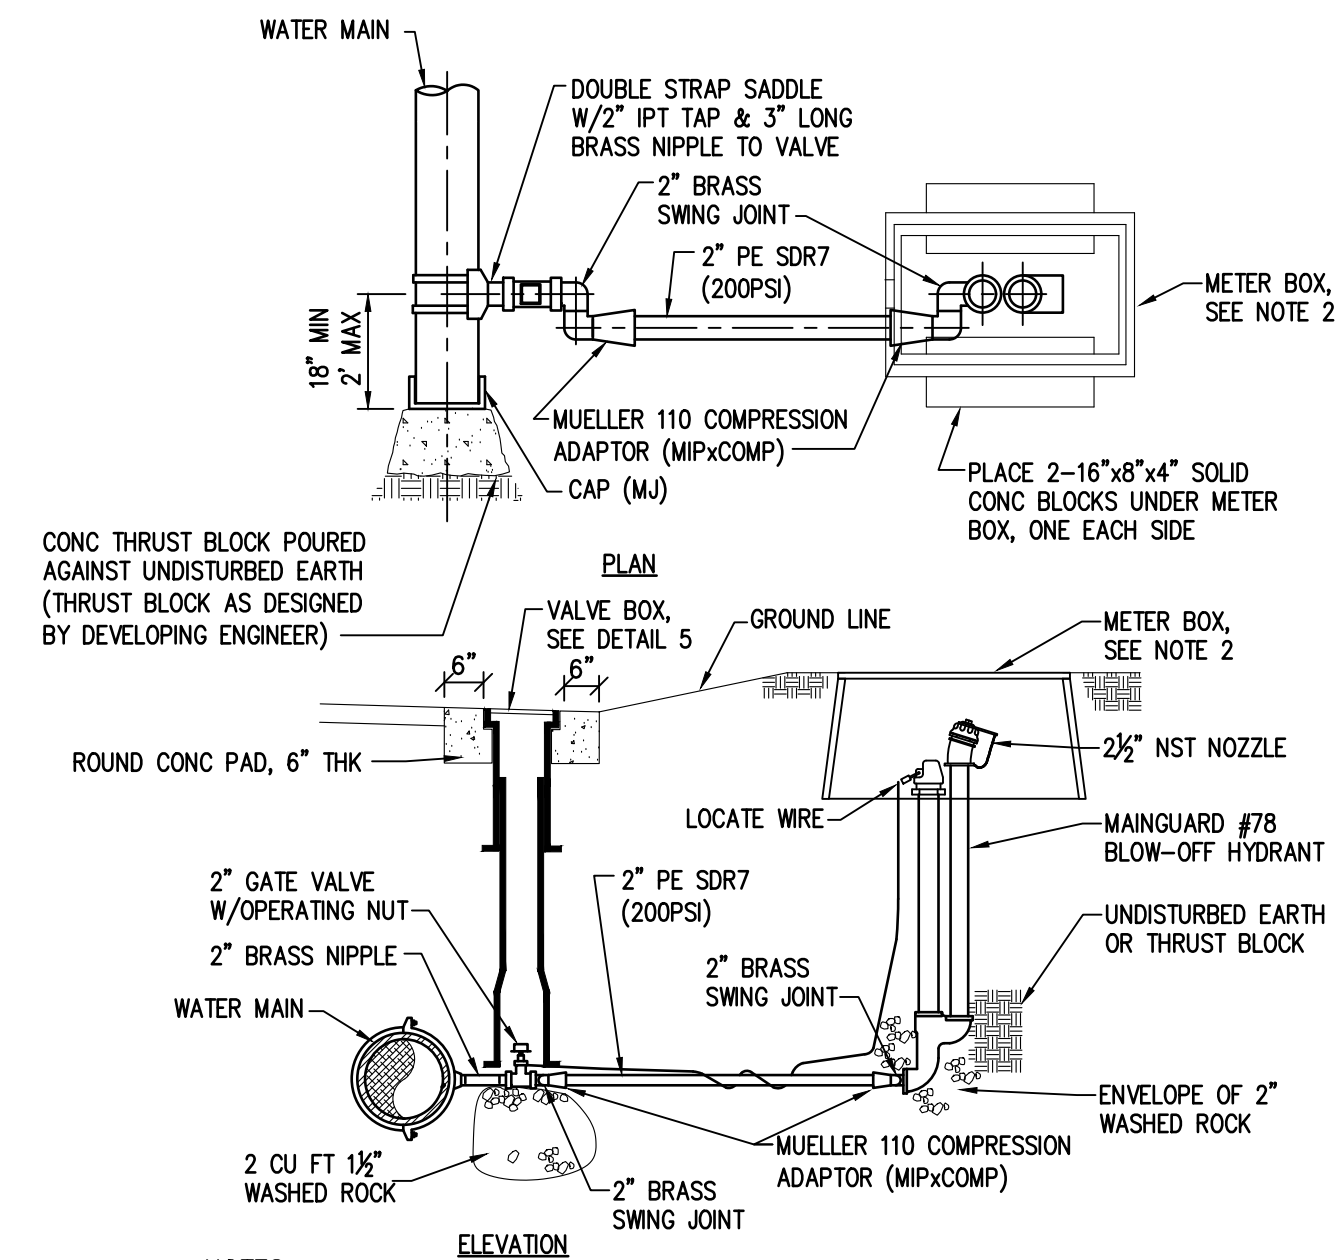 WATER MAIN
DOUBLE STRAP SADDLE
W/2" IPT TAP & 3" LONG
BRASS NIPPLE TO VALVE
2" BRASS
SWING JOINT
2" PE SDR7
(200PSI)
METER BOX,
SEE NOTE 2
18" MIN
2' MAX
MUELLER 110 COMPRESSION
ADAPTOR (MIPxCOMP)
CAP (MJ)
PLACE 2-16"x8"x4" SOLID
CONC BLOCKS UNDER METER
BOX, ONE EACH SIDE
CONC THRUST BLOCK POURED
AGAINST UNDISTURBED EARTH
(THRUST BLOCK AS DESIGNED
BY DEVELOPING ENGINEER)
PLAN
VALVE BOX,
SEE DETAIL 5
GROUND LINE
METER BOX,
SEE NOTE 2
6"
6"
ROUND CONC PAD, 6" THK
2½" NST NOZZLE
LOCATE WIRE
MAINGUARD #78
BLOW-OFF HYDRANT
2" GATE VALVE
W/OPERATING NUT
2" PE SDR7
(200PSI)
UNDISTURBED EARTH
OR THRUST BLOCK
2" BRASS NIPPLE
2" BRASS
SWING JOINT
WATER MAIN
ENVELOPE OF 2"
WASHED ROCK
MUELLER 110 COMPRESSION
ADAPTOR (MIPxCOMP)
2 CU FT 1½"
WASHED ROCK
2" BRASS
SWING JOINT
ELEVATION